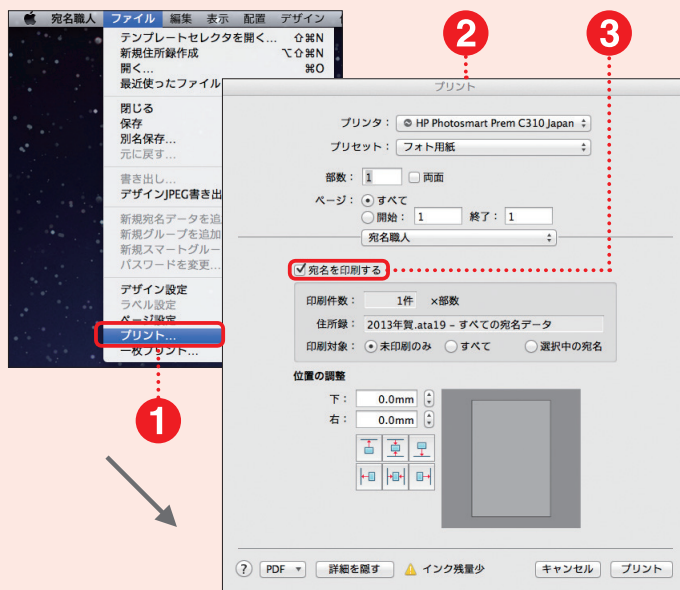 宛名職人 ファイル 編集 表示 配置 デザイン
テンプレートセレクタを開く... ⇧⌘N
新規住所録作成 ⌥⇧⌘N
開く... ⌘O
最近使ったファイル
閉じる
保存
別名保存...
元に戻す...
書き出し...
デザインJPEG書き出
新規宛名データを追
新規グループを追加
新規スマートグルー
パスワードを変更...
デザイン設定
ラベル設定
ページ設定
プリント...
一枚プリント...
1
2
3
プリント
プリンタ： HP Photosmart Prem C310 Japan
プリセット： フォト用紙
部数： 1 両面
ページ： すべて
開始： 1 終了： 1
宛名職人
宛名を印刷する
印刷件数： 1件 ×部数
住所録： 2013年賀.ata19 – すべての宛名データ
印刷対象： 未印刷のみ すべて 選択中の宛名
位置の調整
下： 0.0mm
右： 0.0mm
? PDF 詳細を隠す インク残量少 キャンセル プリント